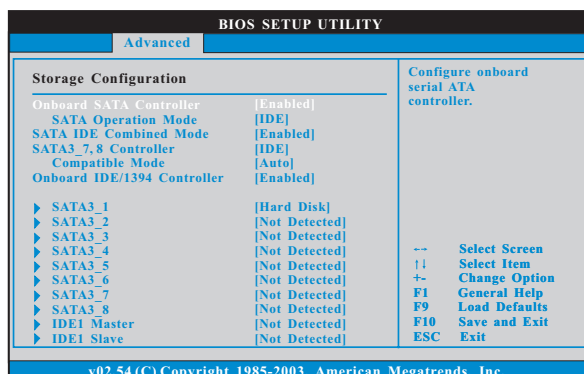 BIOS SETUP UTILITY
Advanced
Storage Configuration
Onboard SATA Controller [Enabled]
SATA Operation Mode [IDE]
SATA IDE Combined Mode [Enabled]
SATA3_7, 8 Controller [IDE]
Compatible Mode [Auto]
Onboard IDE/1394 Controller [Enabled]
SATA3_1 [Hard Disk]
SATA3_2 [Not Detected]
SATA3_3 [Not Detected]
SATA3_4 [Not Detected]
SATA3_5 [Not Detected]
SATA3_6 [Not Detected]
SATA3_7 [Not Detected]
SATA3_8 [Not Detected]
IDE1 Master [Not Detected]
IDE1 Slave [Not Detected]
Configure onboard
serial ATA
controller.
←→ Select Screen
↑↓ Select Item
+- Change Option
F1 General Help
F9 Load Defaults
F10 Save and Exit
ESC Exit
v02.54 (C) Copyright 1985-2003, American Megatrends, Inc.